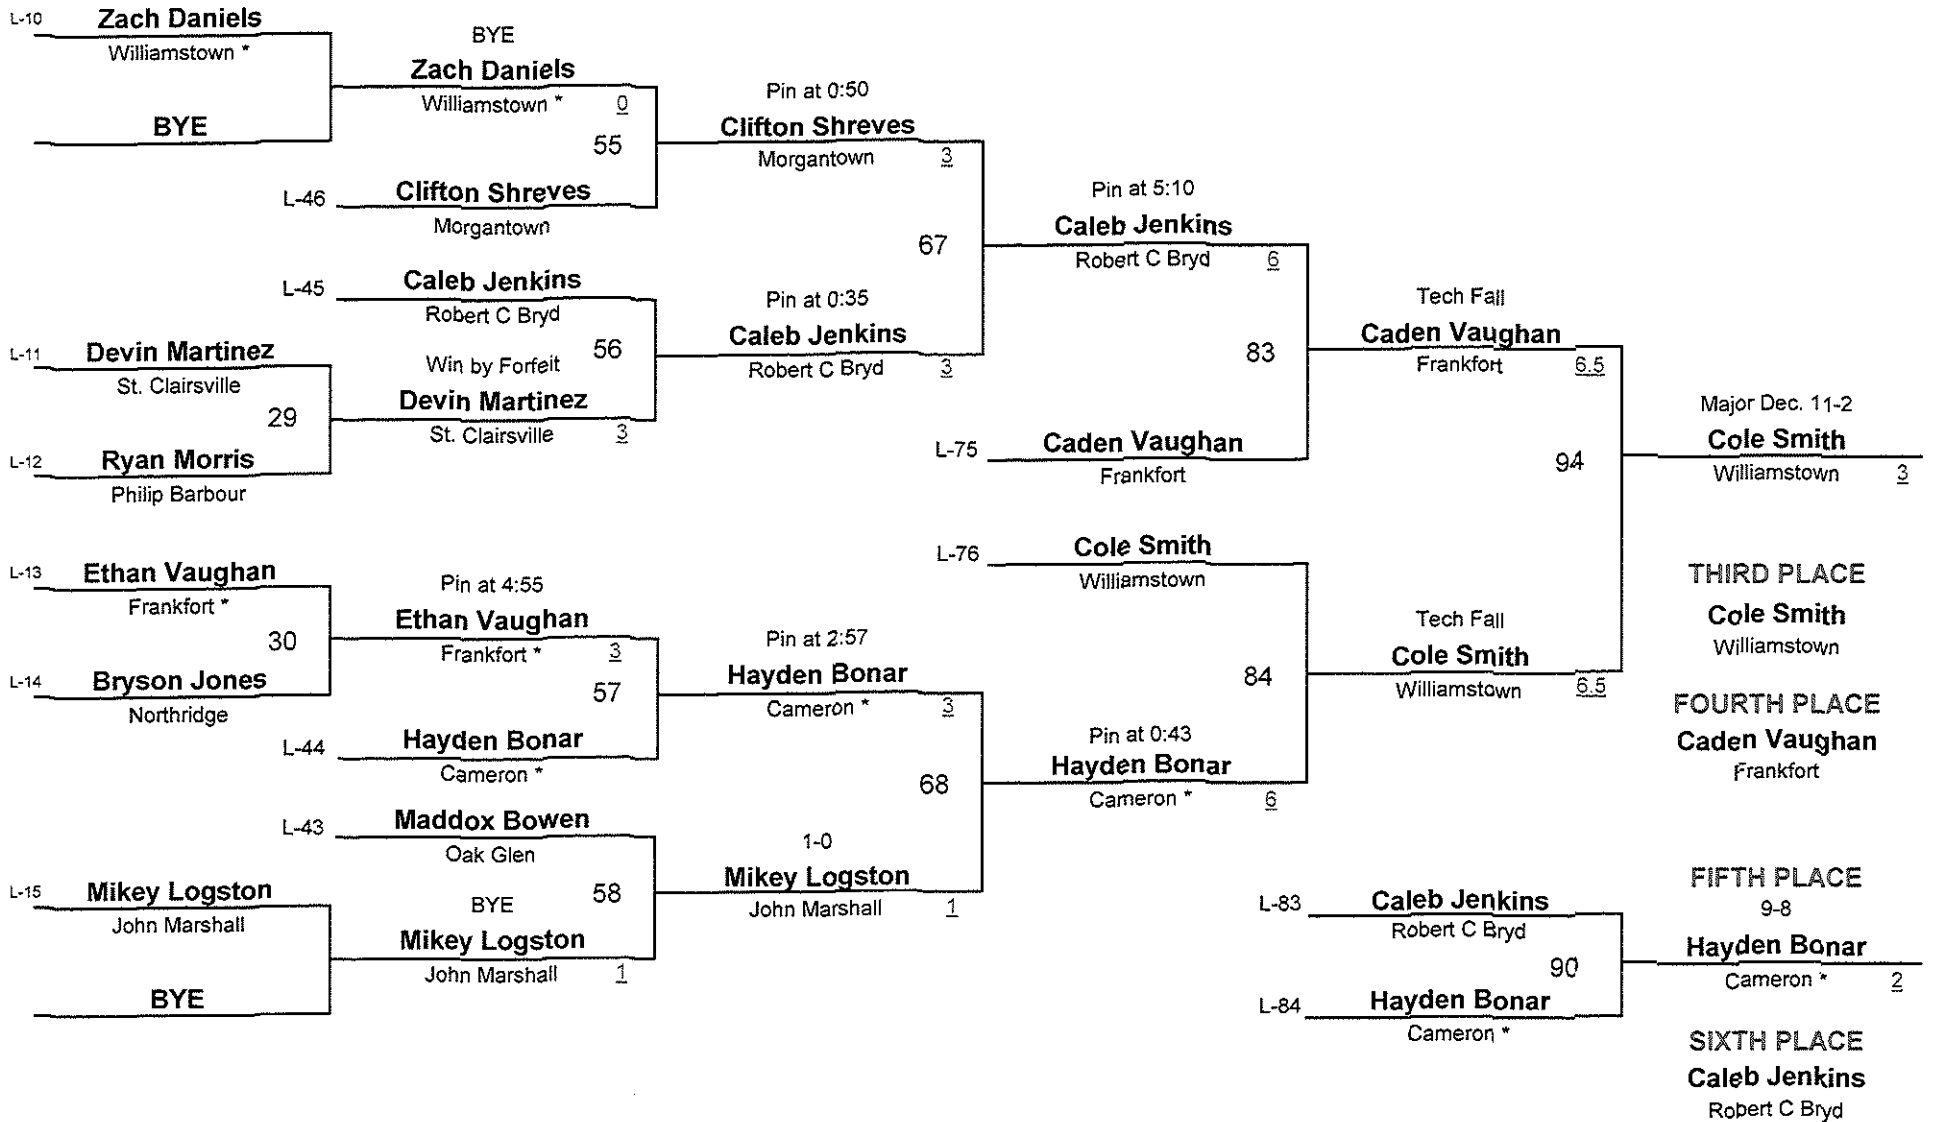 L-10
Zach Daniels
Williamstown *
BYE
BYE
Zach Daniels
Williamstown *
0
55
L-46
Clifton Shreves
Morgantown
Pin at 0:50
Clifton Shreves
Morgantown
3
L-45
Caleb Jenkins
Robert C Bryd
56
L-11
Devin Martinez
St. Clairsville
29
L-12
Ryan Morris
Philip Barbour
Win by Forfeit
Devin Martinez
St. Clairsville
3
Pin at 0:35
Caleb Jenkins
Robert C Bryd
3
67
Pin at 5:10
Caleb Jenkins
Robert C Bryd
6
83
L-75
Caden Vaughan
Frankfort
Tech Fall
Caden Vaughan
Frankfort
6.5
94
Major Dec. 11-2
Cole Smith
Williamstown
3
L-13
Ethan Vaughan
Frankfort *
30
L-14
Bryson Jones
Northridge
Pin at 4:55
Ethan Vaughan
Frankfort *
3
57
L-44
Hayden Bonar
Cameron *
Pin at 2:57
Hayden Bonar
Cameron *
3
68
L-43
Maddox Bowen
Oak Glen
58
L-15
Mikey Logston
John Marshall
BYE
BYE
Mikey Logston
John Marshall
1
1-0
Mikey Logston
John Marshall
1
L-76
Cole Smith
Williamstown
84
Pin at 0:43
Hayden Bonar
Cameron *
6
Tech Fall
Cole Smith
Williamstown
6.5
THIRD PLACE
Cole Smith
Williamstown
FOURTH PLACE
Caden Vaughan
Frankfort
L-83
Caleb Jenkins
Robert C Bryd
90
L-84
Hayden Bonar
Cameron *
FIFTH PLACE
9-8
Hayden Bonar
Cameron *
2
SIXTH PLACE
Caleb Jenkins
Robert C Bryd